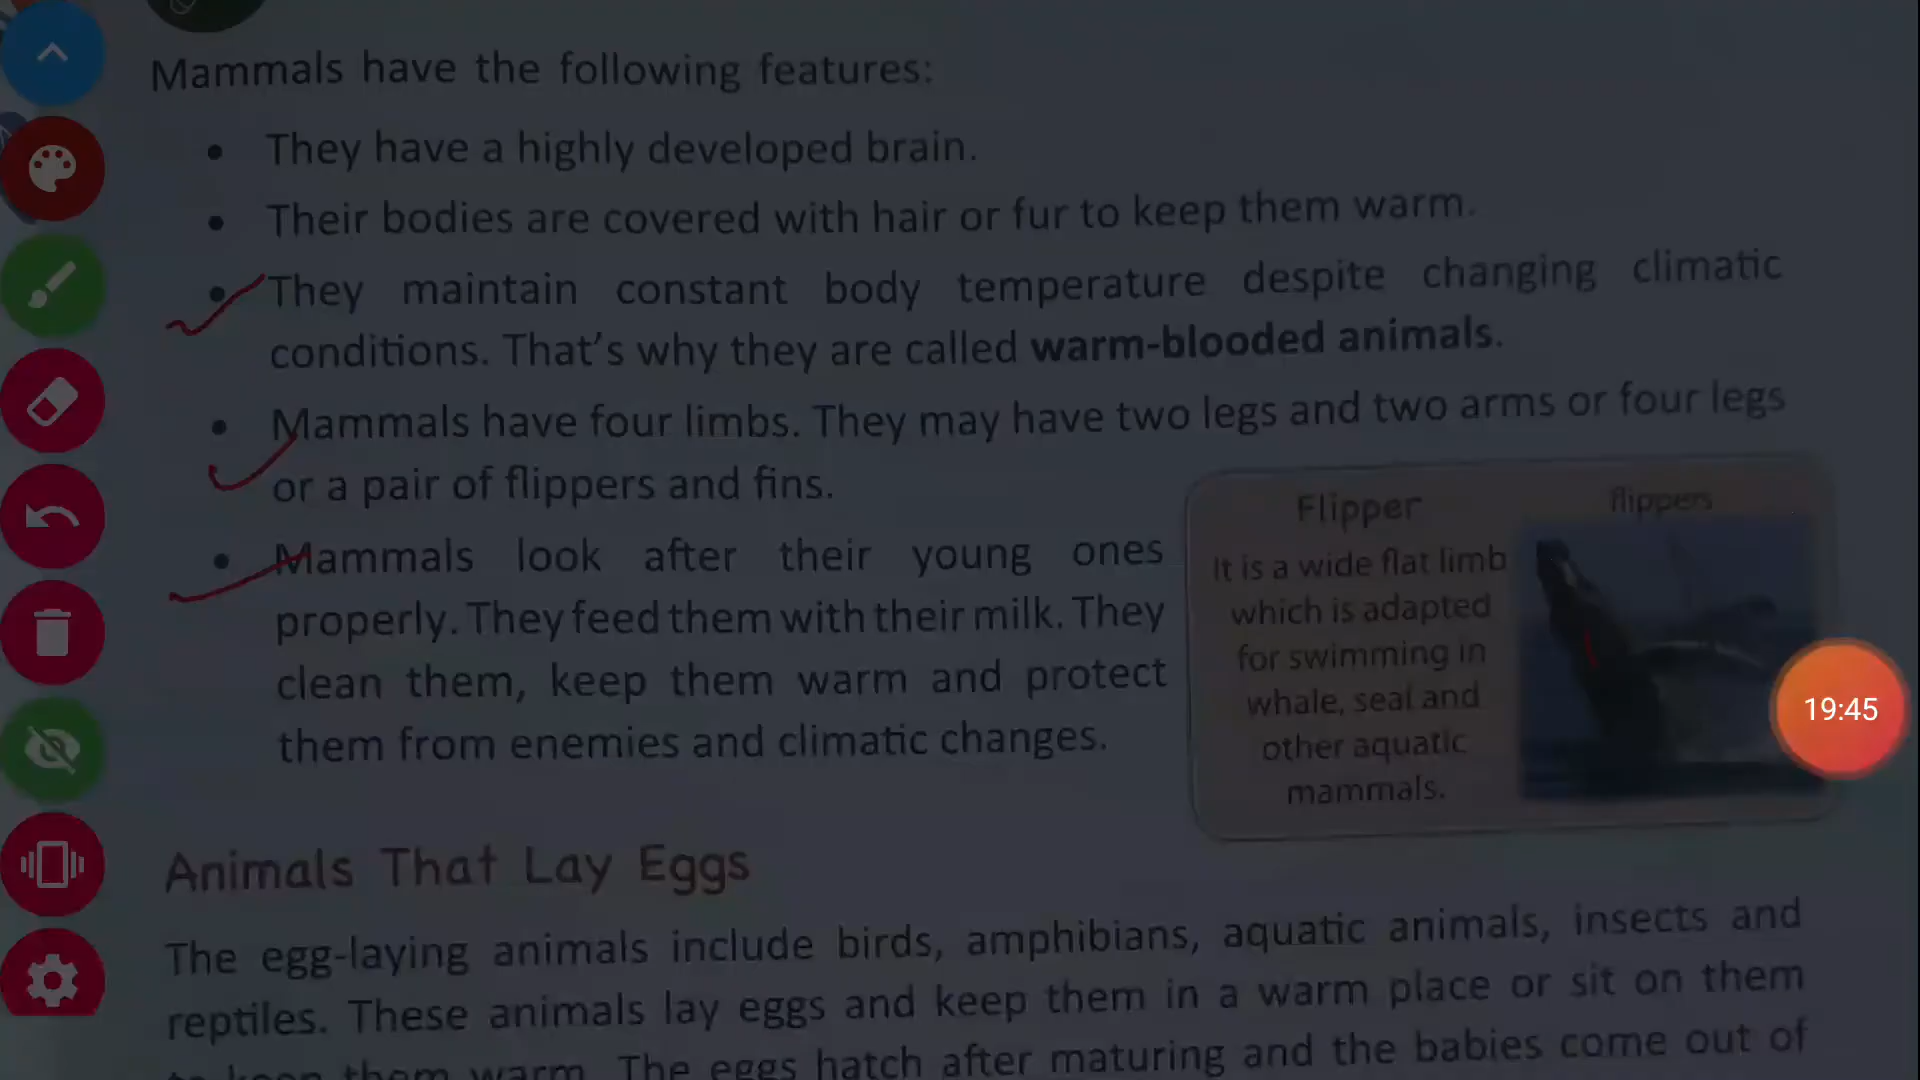 Mammals have the following features:
• They have a highly developed brain.
• Their bodies are covered with hair or fur to keep them warm.
• They maintain constant body temperature despite changing climatic
conditions. That's why they are called warm-blooded animals.
• Mammals have four limbs. They may have two legs and two arms or four legs
or a pair of flippers and fins.
• Mammals look after their young ones
properly. They feed them with their milk. They
clean them, keep them warm and protect
them from enemies and climatic changes.
Flipper
flippers
It is a wide flat limb
which is adapted
for swimming in
whale, seal and
other aquatic
mammals.
19:45
Animals That Lay Eggs
The egg-laying animals include birds, amphibians, aquatic animals, insects and
reptiles. These animals lay eggs and keep them in a warm place or sit on them
to keep them warm. The eggs hatch after maturing and the babies come out of